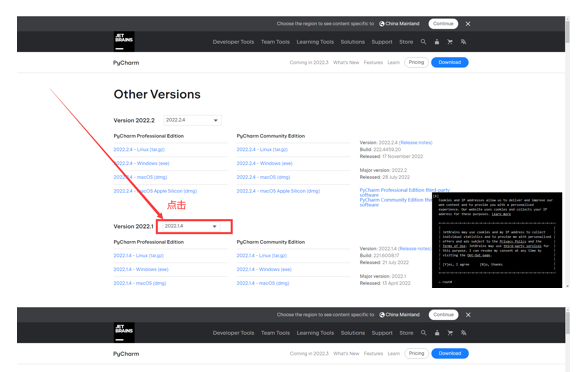 Choose the region to see content specific to China Mainland Continue
JET BRAINS
Developer Tools Team Tools Learning Tools Solutions Support Store
PyCharm Coming in 2022.3 What's New Features Learn Pricing Download
Other Versions
Version 2022.2 2022.2.4
PyCharm Professional Edition PyCharm Community Edition
Version: 2022.2.4 (Release notes)
2022.2.4 - Linux (tar.gz) 2022.2.4 - Linux (tar.gz)
Build: 222.4459.20
Released: 17 November 2022
2022.2.4 - Windows (exe) 2022.2.4 - Windows (exe)
Major version: 2022.2
2022.2.4 - macOS (dmg) 2022.2.4 - macOS (dmg)
Released: 28 July 2022
2022.2.4 - macOS Apple Silicon (dmg) 2022.2.4 - macOS Apple Silicon (dmg)
PyCharm Professional Edition third-party
software
PyCharm Community Edition
software
点击
Cookies and IP addresses allow us to deliver and improve our
web content and to provide you with a personalized
experience. Our website uses cookies and collects your IP
address for these purposes. Learn more
JetBrains may use cookies and my IP address to collect
individual statistics and to provide me with personalized
offers and ads subject to the Privacy Policy and the
Terms of Use. JetBrains may use third-party services for
this purpose. I can revoke my consent at any time by
visiting the Opt-Out page.
[Y]es, I agree [N]o, thanks
~ root#
Version 2022.1 2022.1.4
PyCharm Professional Edition PyCharm Community Edition
Version: 2022.1.4 (Release notes)
2022.1.4 - Linux (tar.gz) 2022.1.4 - Linux (tar.gz)
Build: 221.6008.17
Released: 21 July 2022
2022.1.4 - Windows (exe) 2022.1.4 - Windows (exe)
Major version: 2022.1
2022.1.4 - macOS (dmg) 2022.1.4 - macOS (dmg)
Released: 13 April 2022
Choose the region to see content specific to China Mainland Continue
JET BRAINS
Developer Tools Team Tools Learning Tools Solutions Support Store
PyCharm Coming in 2022.3 What's New Features Learn Pricing Download